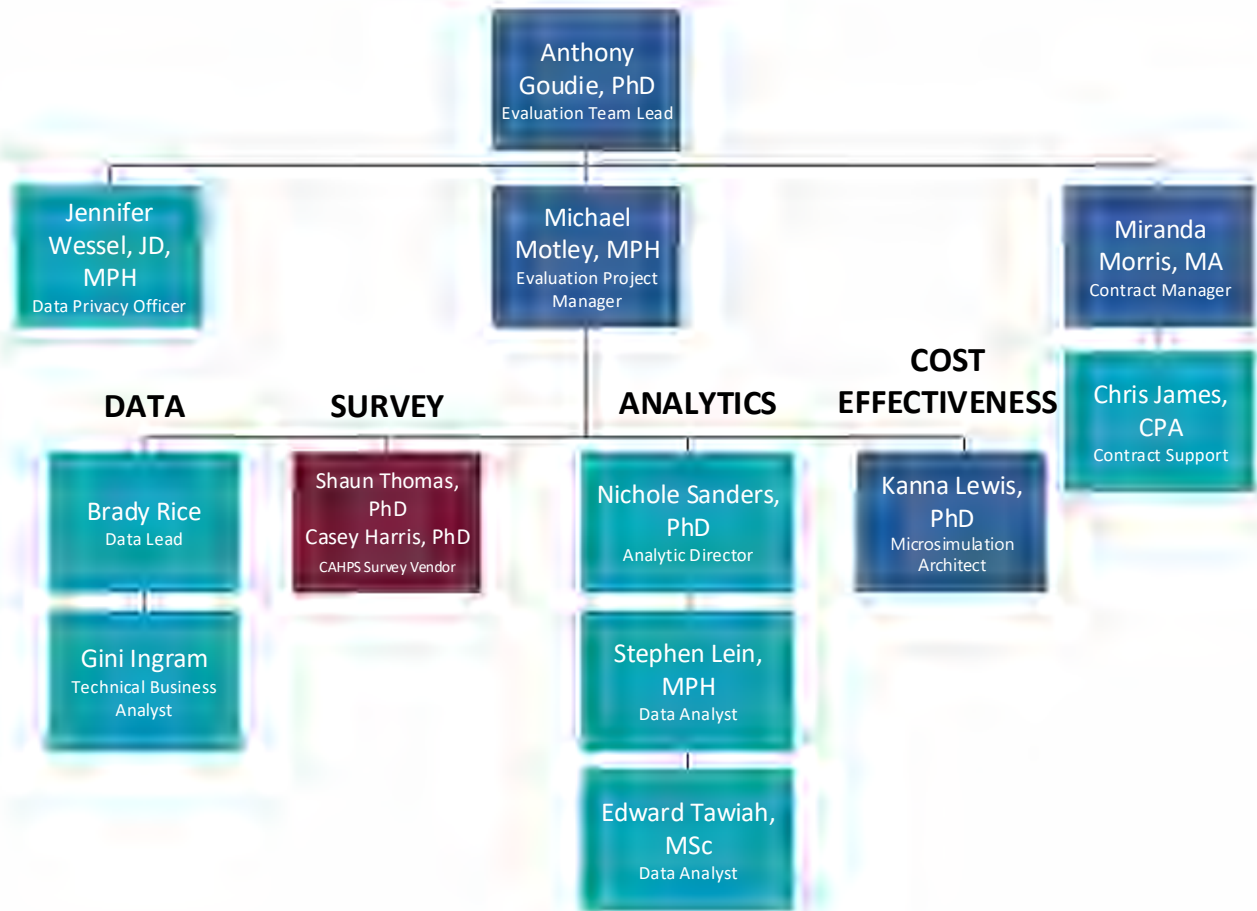 Anthony
Goudie, PhD
Evaluation Team Lead
Jennifer
Wessel, JD,
MPH
Data Privacy Officer
Michael
Motley, MPH
Evaluation Project
Manager
Miranda
Morris, MA
Contract Manager
Chris James,
CPA
Contract Support
DATA
Brady Rice
Data Lead
Gini Ingram
Technical Business
Analyst
SURVEY
Shaun Thomas,
PhD
Casey Harris, PhD
CAHPS Survey Vendor
ANALYTICS
Nichole Sanders,
PhD
Analytic Director
Stephen Lein,
MPH
Data Analyst
Edward Tawiah,
MSc
Data Analyst
COST
EFFECTIVENESS
Kanna Lewis,
PhD
Microsimulation
Architect